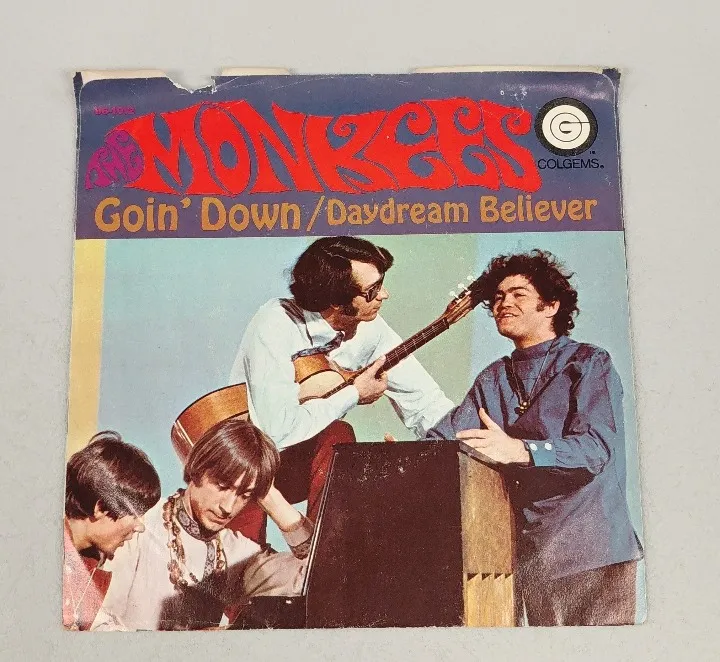 THE MONKEES
G
COLGEMS®
Goin' Down/Daydream Believer